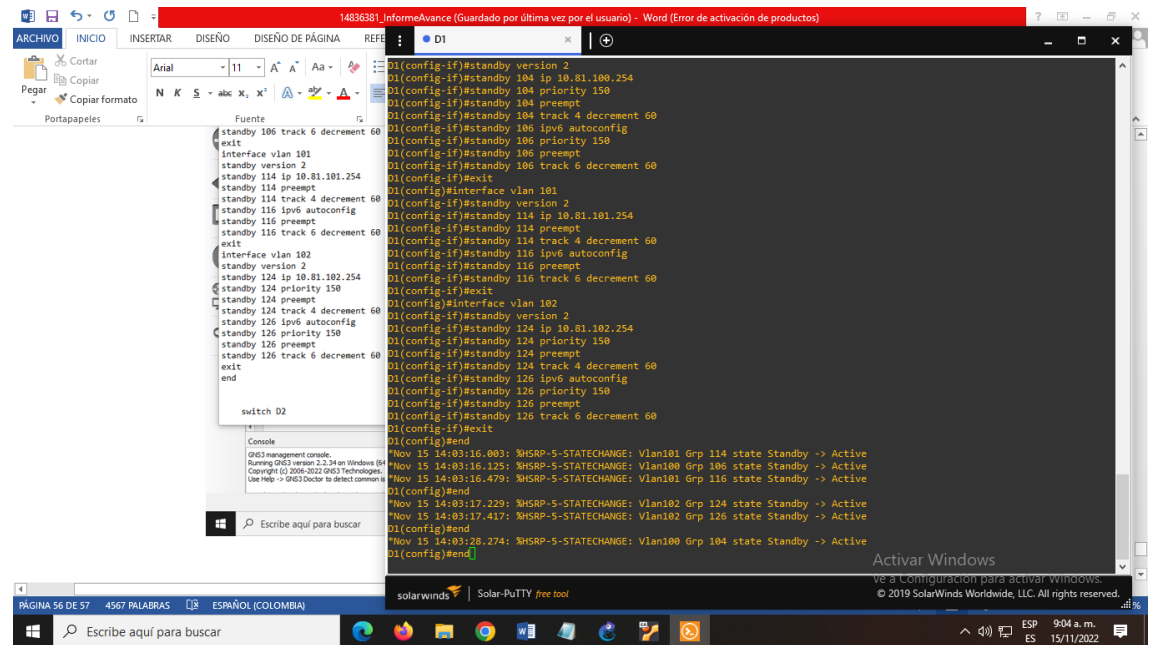 14836381_InformeAvance (Guardado por última vez por el usuario) - Word (Error de activación de productos)
ARCHIVO INICIO INSERTAR DISEÑO DISEÑO DE PÁGINA REFE
Cortar
Copiar
Copiar formato
Pegar
Portapapeles
Arial 11
Aa
N K S abc X₂ X²
Fuente
standby 106 track 6 decrement 60
exit
interface vlan 101
standby version 2
standby 114 ip 10.81.101.254
standby 114 preempt
standby 114 track 4 decrement 60
standby 116 ipv6 autoconfig
standby 116 preempt
standby 116 track 6 decrement 60
exit
interface vlan 102
standby version 2
standby 124 ip 10.81.102.254
standby 124 priority 150
standby 124 preempt
standby 124 track 4 decrement 60
standby 126 ipv6 autoconfig
standby 126 priority 150
standby 126 preempt
standby 126 track 6 decrement 60
exit
end
switch D2
Console
GNS3 management console.
Running GNS3 version 2.2.34 on Windows (64
Copyright (c) 2006-2022 GNS3 Technologies.
Use Help -> GNS3 Doctor to detect common is
Escribe aquí para buscar
D1
D1(config-if)#standby version 2
D1(config-if)#standby 104 ip 10.81.100.254
D1(config-if)#standby 104 priority 150
D1(config-if)#standby 104 preempt
D1(config-if)#standby 104 track 4 decrement 60
D1(config-if)#standby 106 ipv6 autoconfig
D1(config-if)#standby 106 priority 150
D1(config-if)#standby 106 preempt
D1(config-if)#standby 106 track 6 decrement 60
D1(config-if)#exit
D1(config)#interface vlan 101
D1(config-if)#standby version 2
D1(config-if)#standby 114 ip 10.81.101.254
D1(config-if)#standby 114 preempt
D1(config-if)#standby 114 track 4 decrement 60
D1(config-if)#standby 116 ipv6 autoconfig
D1(config-if)#standby 116 preempt
D1(config-if)#standby 116 track 6 decrement 60
D1(config-if)#exit
D1(config)#interface vlan 102
D1(config-if)#standby version 2
D1(config-if)#standby 124 ip 10.81.102.254
D1(config-if)#standby 124 priority 150
D1(config-if)#standby 124 preempt
D1(config-if)#standby 124 track 4 decrement 60
D1(config-if)#standby 126 ipv6 autoconfig
D1(config-if)#standby 126 priority 150
D1(config-if)#standby 126 preempt
D1(config-if)#standby 126 track 6 decrement 60
D1(config-if)#exit
D1(config)#end
*Nov 15 14:03:16.003: %HSRP-5-STATECHANGE: Vlan101 Grp 114 state Standby -> Active
*Nov 15 14:03:16.125: %HSRP-5-STATECHANGE: Vlan100 Grp 106 state Standby -> Active
*Nov 15 14:03:16.479: %HSRP-5-STATECHANGE: Vlan101 Grp 116 state Standby -> Active
D1(config)#end
*Nov 15 14:03:17.229: %HSRP-5-STATECHANGE: Vlan102 Grp 124 state Standby -> Active
*Nov 15 14:03:17.417: %HSRP-5-STATECHANGE: Vlan102 Grp 126 state Standby -> Active
D1(config)#end
*Nov 15 14:03:28.274: %HSRP-5-STATECHANGE: Vlan100 Grp 104 state Standby -> Active
D1(config)#end
Activar Windows
Ve a Configuración para activar Windows.
solarwinds Solar-PuTTY free tool
© 2019 SolarWinds Worldwide, LLC. All rights reserved.
PÁGINA 56 DE 57 4567 PALABRAS ESPAÑOL (COLOMBIA)
%
Escribe aquí para buscar
ESP 9:04 a. m.
ES 15/11/2022